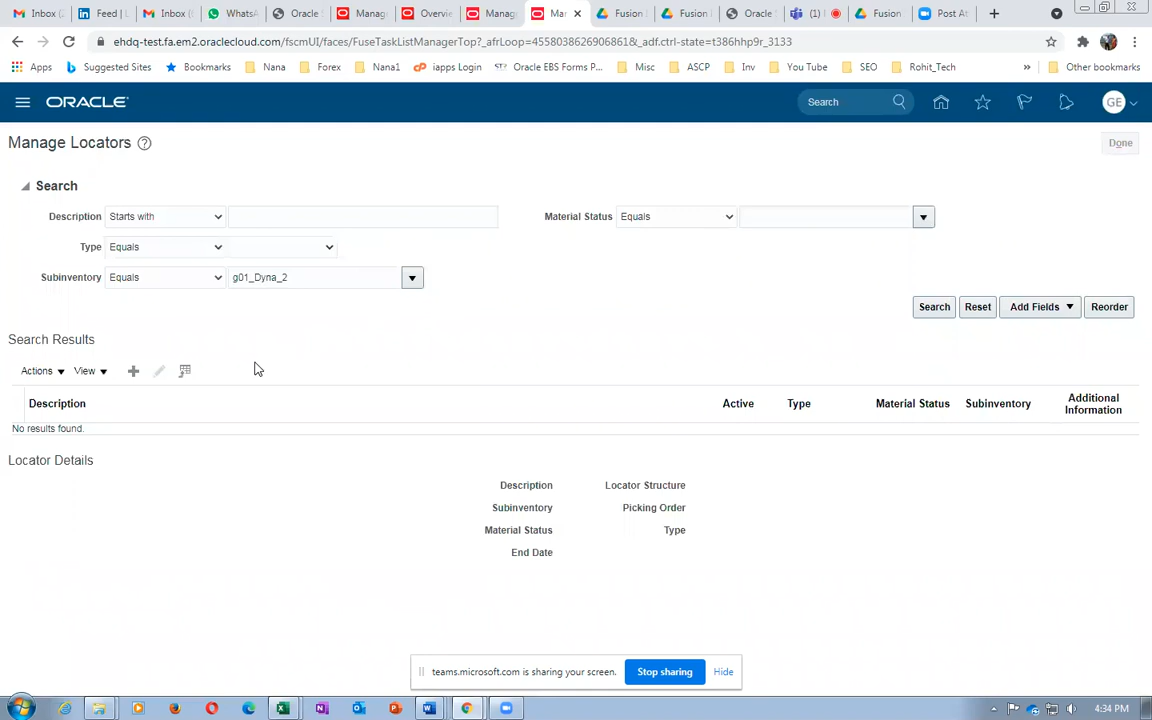 Inbox (
Feed | L
Inbox (
WhatsA
Oracle
Manag
Overvie
Manag
Man
Fusion
Fusion
Oracle
(1)
Fusion
Post At
ehdq-test.fa.em2.oraclecloud.com/fscmUI/faces/FuseTaskListManagerTop?_afrLoop=4558038626906861&_adf.ctrl-state=t386hhp9r_3133
Apps Suggested Sites Bookmarks Nana Forex Nana1 iapps Login Oracle EBS Forms P... Misc ASCP Inv You Tube SEO Rohit_Tech » Other bookmarks
ORACLE Search GE
Manage Locators Done
Search
Description Starts with Material Status Equals
Type Equals
Subinventory Equals g01_Dyna_2
Search Reset Add Fields Reorder
Search Results
Actions View
Description Active Type Material Status Subinventory Additional Information
No results found.
Locator Details
Description Locator Structure
Subinventory Picking Order
Material Status Type
End Date
teams.microsoft.com is sharing your screen. Stop sharing Hide
4:34 PM